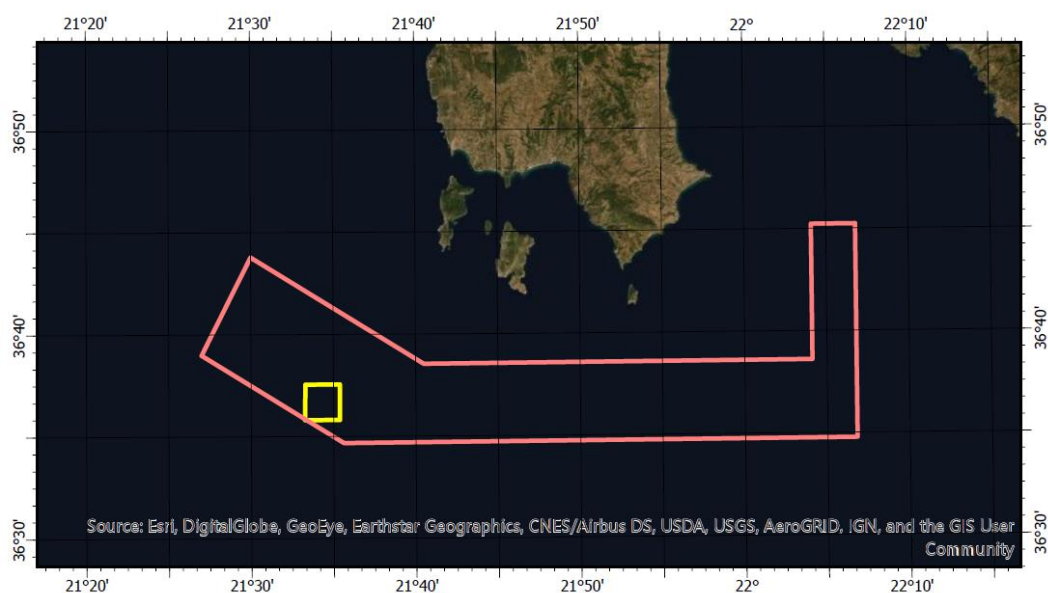 21°20' 21°30' 21°40' 21°50' 22° 22°10'
36°50' 36°50'
36°40' 36°40'
36°30' 36°30'
Source: Esri, DigitalGlobe, GeoEye, Earthstar Geographics, CNES/Airbus DS, USDA, USGS, AeroGRID, IGN, and the GIS User
Community
21°20' 21°30' 21°40' 21°50' 22° 22°10'